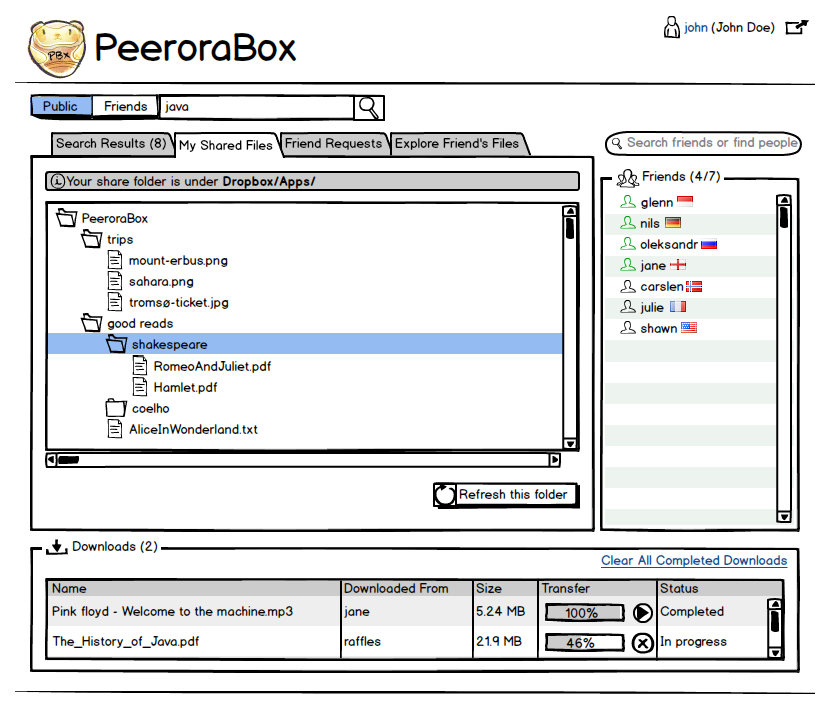 PBx
PeeroraBox
john (John Doe)
Public Friends java
Search Results (8) My Shared Files Friend Requests Explore Friend's Files
Search friends or find people
Your share folder is under Dropbox/Apps/
PeeroraBox
trips
mount-erbus.png
sahara.png
tromsø-ticket.jpg
good reads
shakespeare
RomeoAndJuliet.pdf
Hamlet.pdf
coelho
AliceInWonderland.txt
Refresh this folder
Friends (4/7)
glenn
nils
oleksandr
jane
carslen
julie
shawn
Downloads (2)
Clear All Completed Downloads
Name Downloaded From Size Transfer Status
Pink floyd - Welcome to the machine.mp3 jane 5.24 MB 100% Completed
The_History_of_Java.pdf raffles 21.9 MB 46% In progress